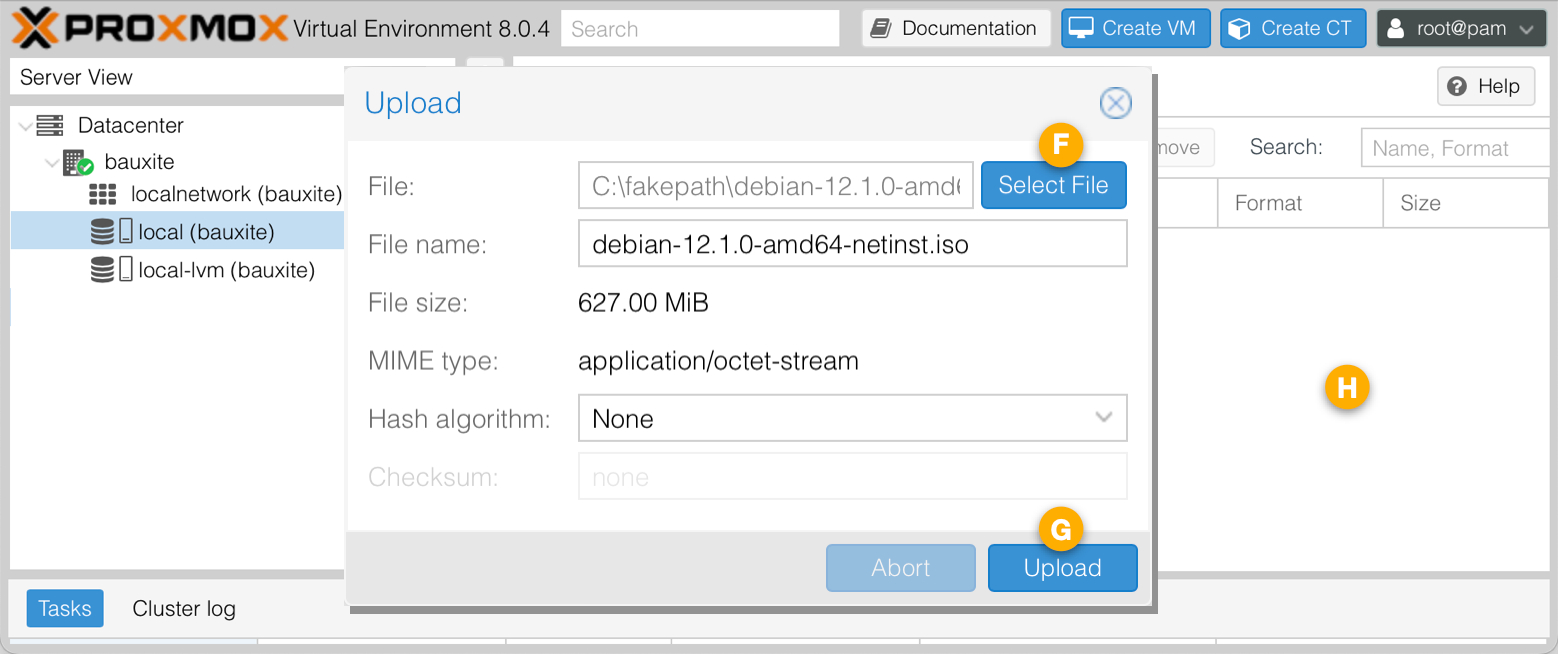 PROXMOX Virtual Environment 8.0.4 Search Documentation Create VM Create CT root@pam
Server View
Help
Upload
Datacenter
bauxite
localnetwork (bauxite)
local (bauxite)
local-lvm (bauxite)
F
File: C:\fakepath\debian-12.1.0-amd6 Select File
File name: debian-12.1.0-amd64-netinst.iso
File size: 627.00 MiB
MIME type: application/octet-stream
Hash algorithm: None
Checksum: none
G
Abort Upload
Search: Name, Format
Format Size
H
Tasks Cluster log